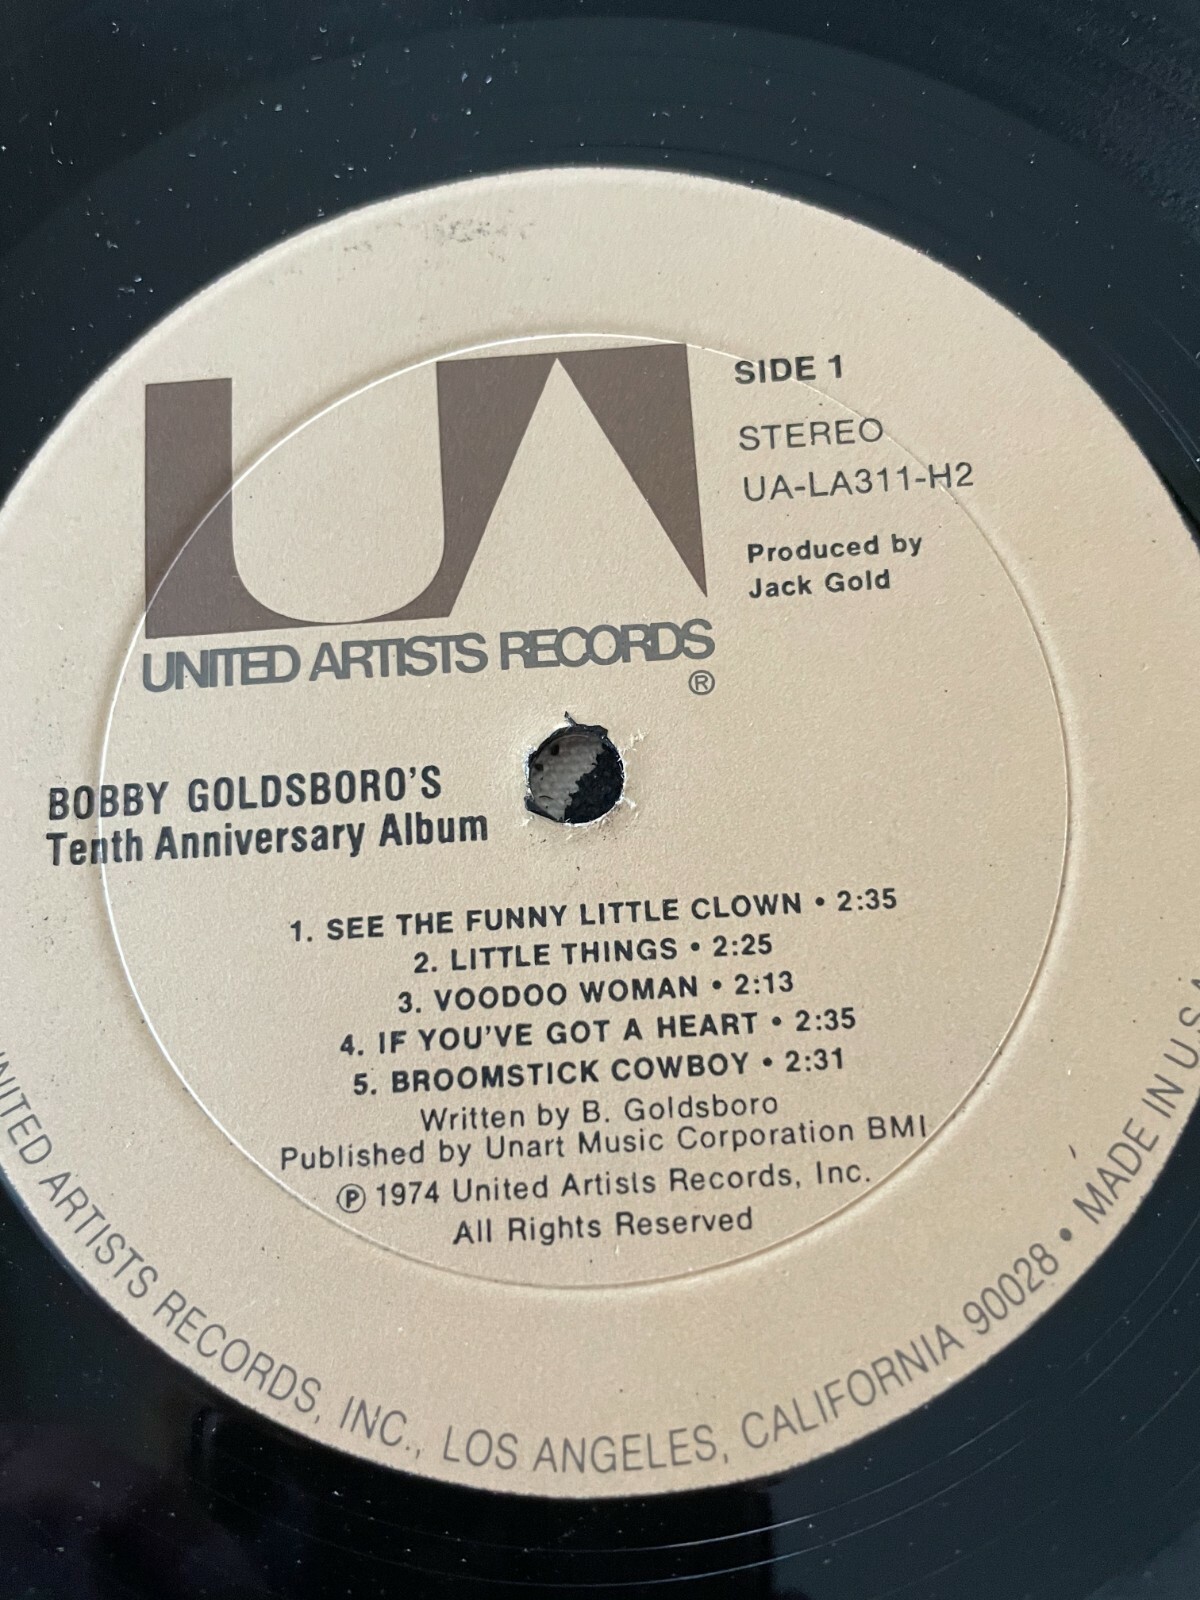 UA
SIDE 1
STEREO
UA-LA311-H2
Produced by
Jack Gold
UNITED ARTISTS RECORDS
®
BOBBY GOLDSBORO'S
Tenth Anniversary Album
1. SEE THE FUNNY LITTLE CLOWN • 2:35
2. LITTLE THINGS • 2:25
3. VOODOO WOMAN • 2:13
4. IF YOU'VE GOT A HEART • 2:35
5. BROOMSTICK COWBOY • 2:31
Written by B. Goldsboro
Published by Unart Music Corporation BMI
℗ 1974 United Artists Records, Inc.
All Rights Reserved
UNITED ARTISTS RECORDS, INC., LOS ANGELES, CALIFORNIA 90028 • MADE IN U.S.A